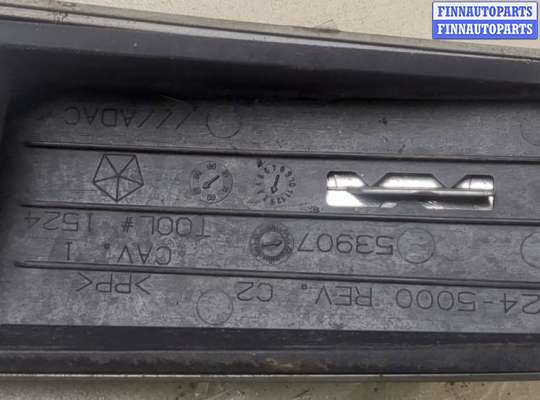 FINNAUTOPARTS
FINNAUTOPARTS
24-5000 REV. C2 >PP<
53907 CAV. 1
TOOL# 1524
///ADAC